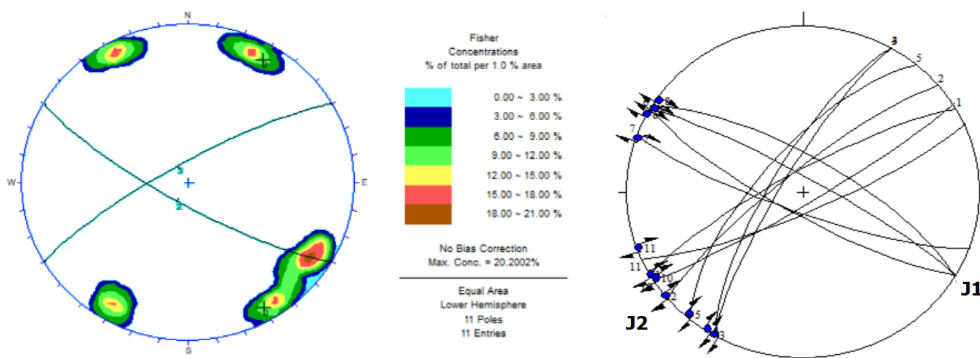 N
W
E
S
5
2
Fisher
Concentrations
% of total per 1.0 % area
0.00 ~ 3.00 %
3.00 ~ 6.00 %
6.00 ~ 9.00 %
9.00 ~ 12.00 %
12.00 ~ 15.00 %
15.00 ~ 18.00 %
18.00 ~ 21.00 %
No Bias Correction
Max. Conc. = 20.2002%
Equal Area
Lower Hemisphere
11 Poles
11 Entries
5
2
1
7
11
11
10
2
5
3
J1
J2